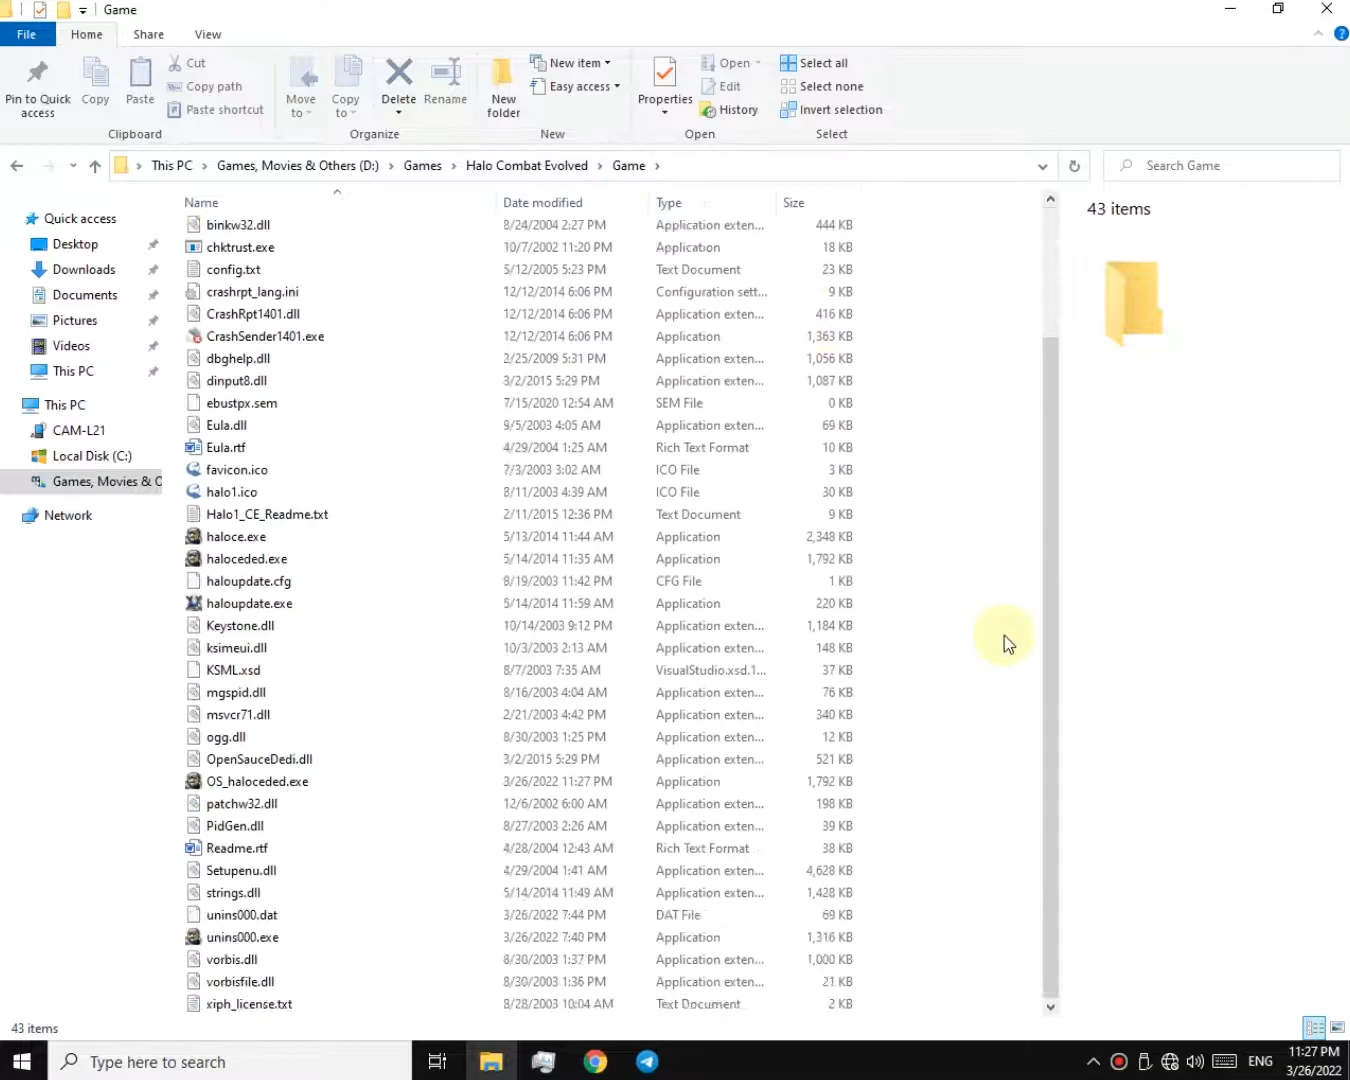 Game
File Home Share View
Pin to Quick access
Copy
Paste
Cut
Copy path
Paste shortcut
Clipboard
Move to
Copy to
Delete
Rename
Organize
New folder
New item
Easy access
New
Properties
Open
Edit
History
Open
Select all
Select none
Invert selection
Select
This PC > Games, Movies & Others (D:) > Games > Halo Combat Evolved > Game >
Search Game
Quick access
Desktop
Downloads
Documents
Pictures
Videos
This PC
This PC
CAM-L21
Local Disk (C:)
Games, Movies & O
Network
Name Date modified Type Size
binkw32.dll 8/24/2004 2:27 PM Application exten... 444 KB
chktrust.exe 10/7/2002 11:20 PM Application 18 KB
config.txt 5/12/2005 5:23 PM Text Document 23 KB
crashrpt_lang.ini 12/12/2014 6:06 PM Configuration sett... 9 KB
CrashRpt1401.dll 12/12/2014 6:06 PM Application exten... 416 KB
CrashSender1401.exe 12/12/2014 6:06 PM Application 1,363 KB
dbghelp.dll 2/25/2009 5:31 PM Application exten... 1,056 KB
dinput8.dll 3/2/2015 5:29 PM Application exten... 1,087 KB
ebustpx.sem 7/15/2020 12:54 AM SEM File 0 KB
Eula.dll 9/5/2003 4:05 AM Application exten... 69 KB
Eula.rtf 4/29/2004 1:25 AM Rich Text Format 10 KB
favicon.ico 7/3/2003 3:02 AM ICO File 3 KB
halo1.ico 8/11/2003 4:39 AM ICO File 30 KB
Halo1_CE_Readme.txt 2/11/2015 12:36 PM Text Document 9 KB
haloce.exe 5/13/2014 11:44 AM Application 2,348 KB
haloceded.exe 5/14/2014 11:35 AM Application 1,792 KB
haloupdate.cfg 8/19/2003 11:42 PM CFG File 1 KB
haloupdate.exe 5/14/2014 11:59 AM Application 220 KB
Keystone.dll 10/14/2003 9:12 PM Application exten... 1,184 KB
ksimeui.dll 10/3/2003 2:13 AM Application exten... 148 KB
KSML.xsd 8/7/2003 7:35 AM VisualStudio.xsd.1... 37 KB
mgspid.dll 8/16/2003 4:04 AM Application exten... 76 KB
msvcr71.dll 2/21/2003 4:42 PM Application exten... 340 KB
ogg.dll 8/30/2003 1:25 PM Application exten... 12 KB
OpenSauceDedi.dll 3/2/2015 5:29 PM Application exten... 521 KB
OS_haloceded.exe 3/26/2022 11:27 PM Application 1,792 KB
patchw32.dll 12/6/2002 6:00 AM Application exten... 198 KB
PidGen.dll 8/27/2003 2:26 AM Application exten... 39 KB
Readme.rtf 4/28/2004 12:43 AM Rich Text Format 38 KB
Setupenu.dll 4/29/2004 1:41 AM Application exten... 4,628 KB
strings.dll 5/14/2014 11:49 AM Application exten... 1,428 KB
unins000.dat 3/26/2022 7:44 PM DAT File 69 KB
unins000.exe 3/26/2022 7:40 PM Application 1,316 KB
vorbis.dll 8/30/2003 1:37 PM Application exten... 1,000 KB
vorbisfile.dll 8/30/2003 1:36 PM Application exten... 21 KB
xiph_license.txt 8/28/2003 10:04 AM Text Document 2 KB
43 items
43 items
Type here to search
ENG
11:27 PM
3/26/2022